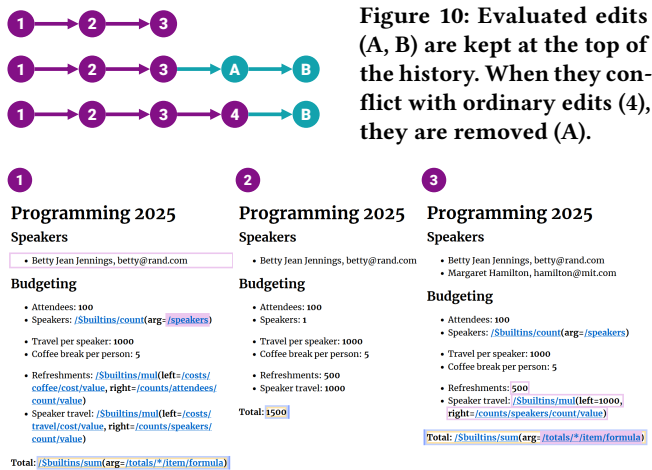 1 2 3
1 2 3 A B
1 2 3 4 B
Figure 10: Evaluated edits
(A, B) are kept at the top of
the history. When they con-
flict with ordinary edits (4),
they are removed (A).
1
Programming 2025
Speakers
• Betty Jean Jennings, betty@rand.com
Budgeting
• Attendees: 100
• Speakers: /$builtins/count(arg=/speakers)
• Travel per speaker: 1000
• Coffee break per person: 5
• Refreshments: /$builtins/mul(left=/costs/
coffee/cost/value, right=/counts/attendees/
count/value)
• Speaker travel: /$builtins/mul(left=/costs/
travel/cost/value, right=/counts/speakers/
count/value)
Total: /$builtins/sum(arg=/totals/*/item/formula)
2
Programming 2025
Speakers
• Betty Jean Jennings, betty@rand.com
Budgeting
• Attendees: 100
• Speakers: 1
• Travel per speaker: 1000
• Coffee break per person: 5
• Refreshments: 500
• Speaker travel: 1000
Total: 1500
3
Programming 2025
Speakers
• Betty Jean Jennings, betty@rand.com
• Margaret Hamilton, hamilton@mit.com
Budgeting
• Attendees: 100
• Speakers: /$builtins/count(arg=/speakers)
• Travel per speaker: 1000
• Coffee break per person: 5
• Refreshments: 500
• Speaker travel: /$builtins/mul(left=1000,
right=/counts/speakers/count/value)
Total: /$builtins/sum(arg=/totals/*/item/formula)